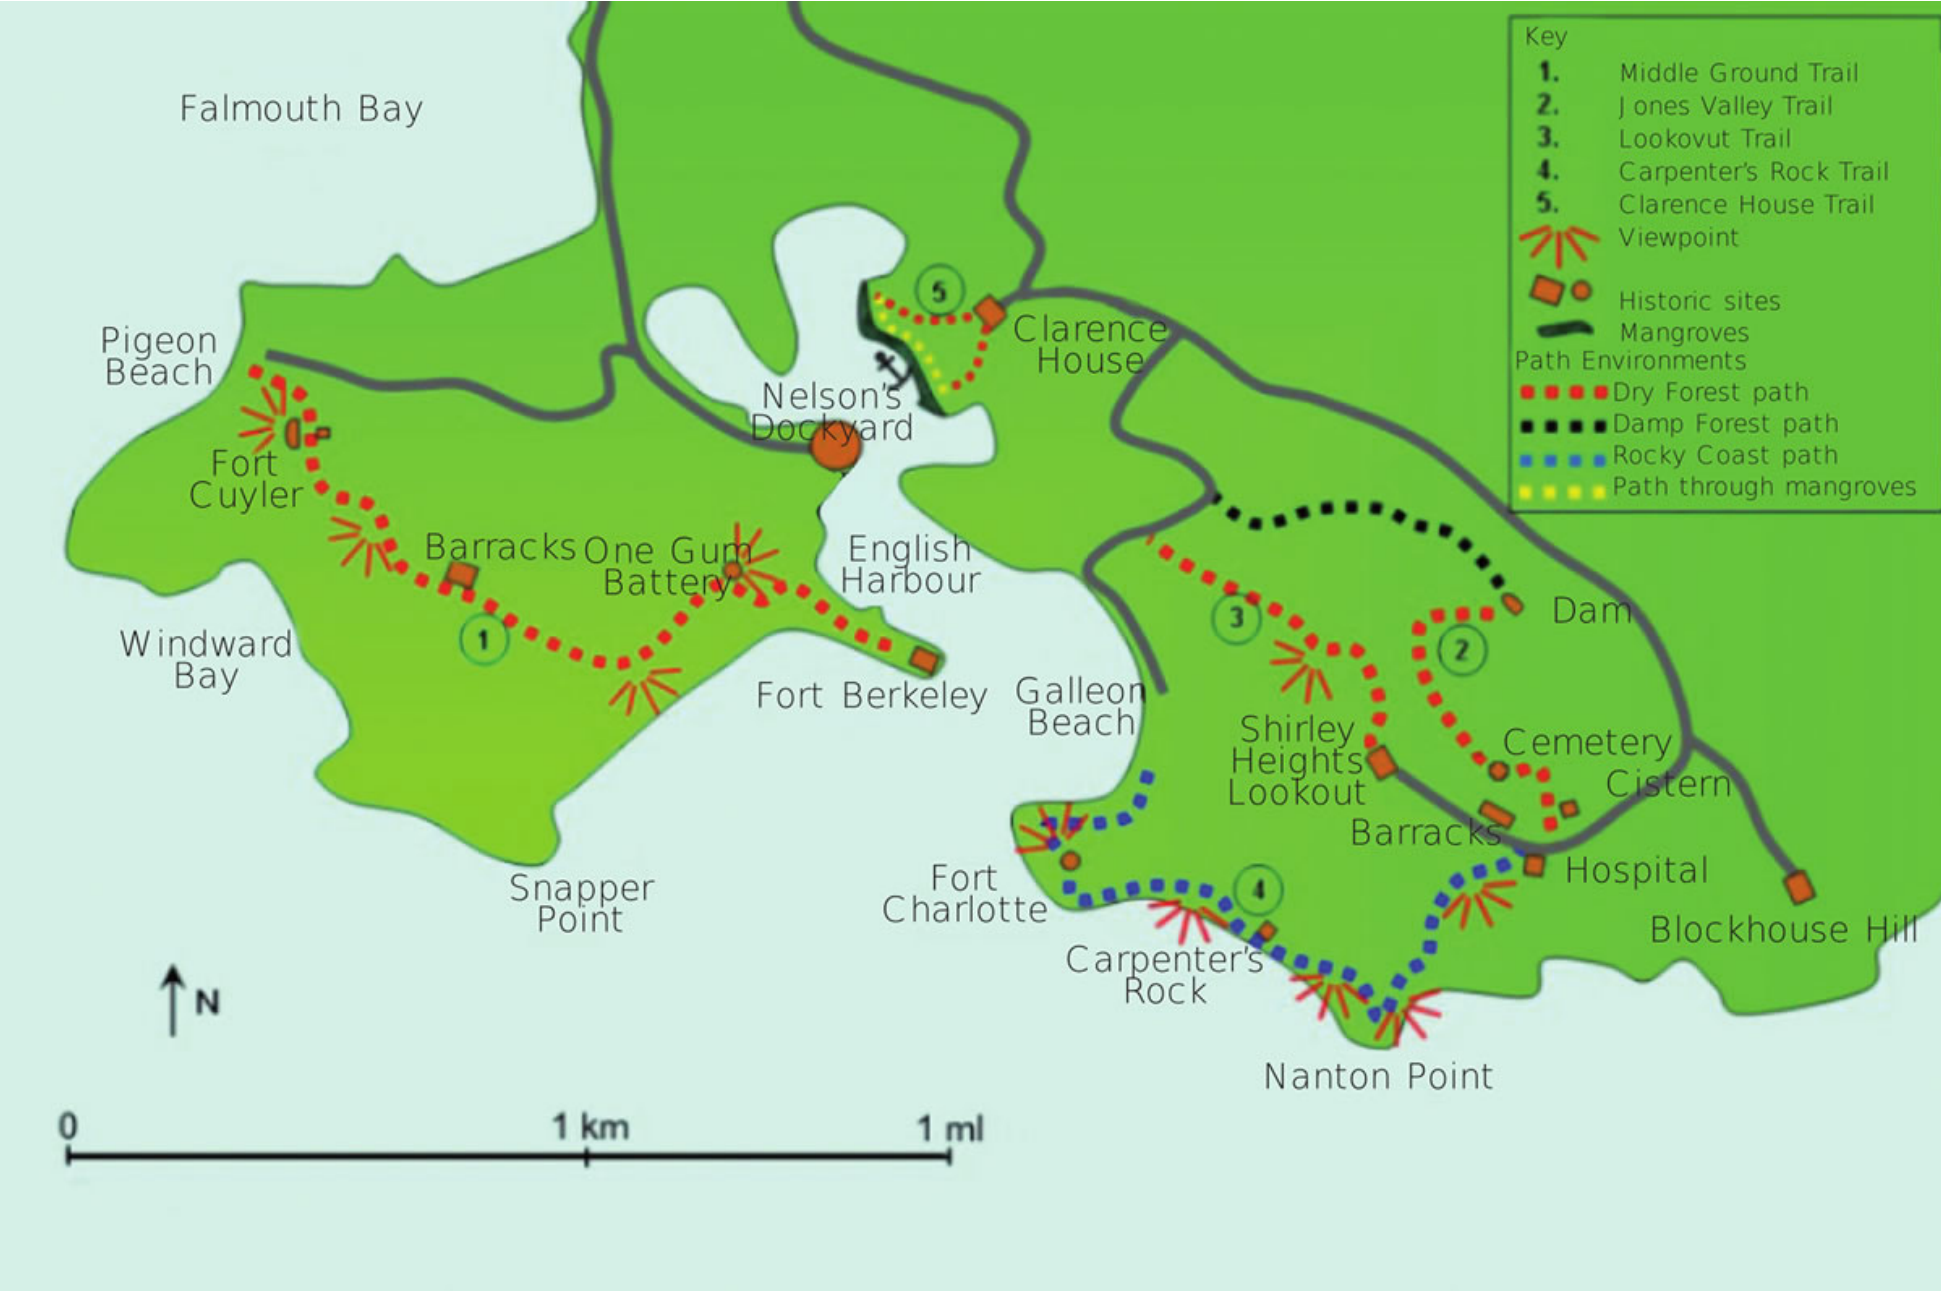 Falmouth Bay
Key
1. Middle Ground Trail
2. Jones Valley Trail
3. Lookovut Trail
4. Carpenter's Rock Trail
5. Clarence House Trail
Viewpoint
Historic sites
Mangroves
Path Environments
Dry Forest path
Damp Forest path
Rocky Coast path
Path through mangroves
5
Clarence
House
Pigeon
Beach
Nelson's
Dockyard
Fort
Cuyler
Barracks
One Gum
Battery
English
Harbour
1
3
2
Dam
Windward
Bay
Fort Berkeley
Galleon
Beach
Shirley
Heights
Lookout
Cemetery
Cistern
Barracks
Hospital
Snapper
Point
Fort
Charlotte
4
Blockhouse Hill
Carpenter's
Rock
N
Nanton Point
0 1 km 1 ml